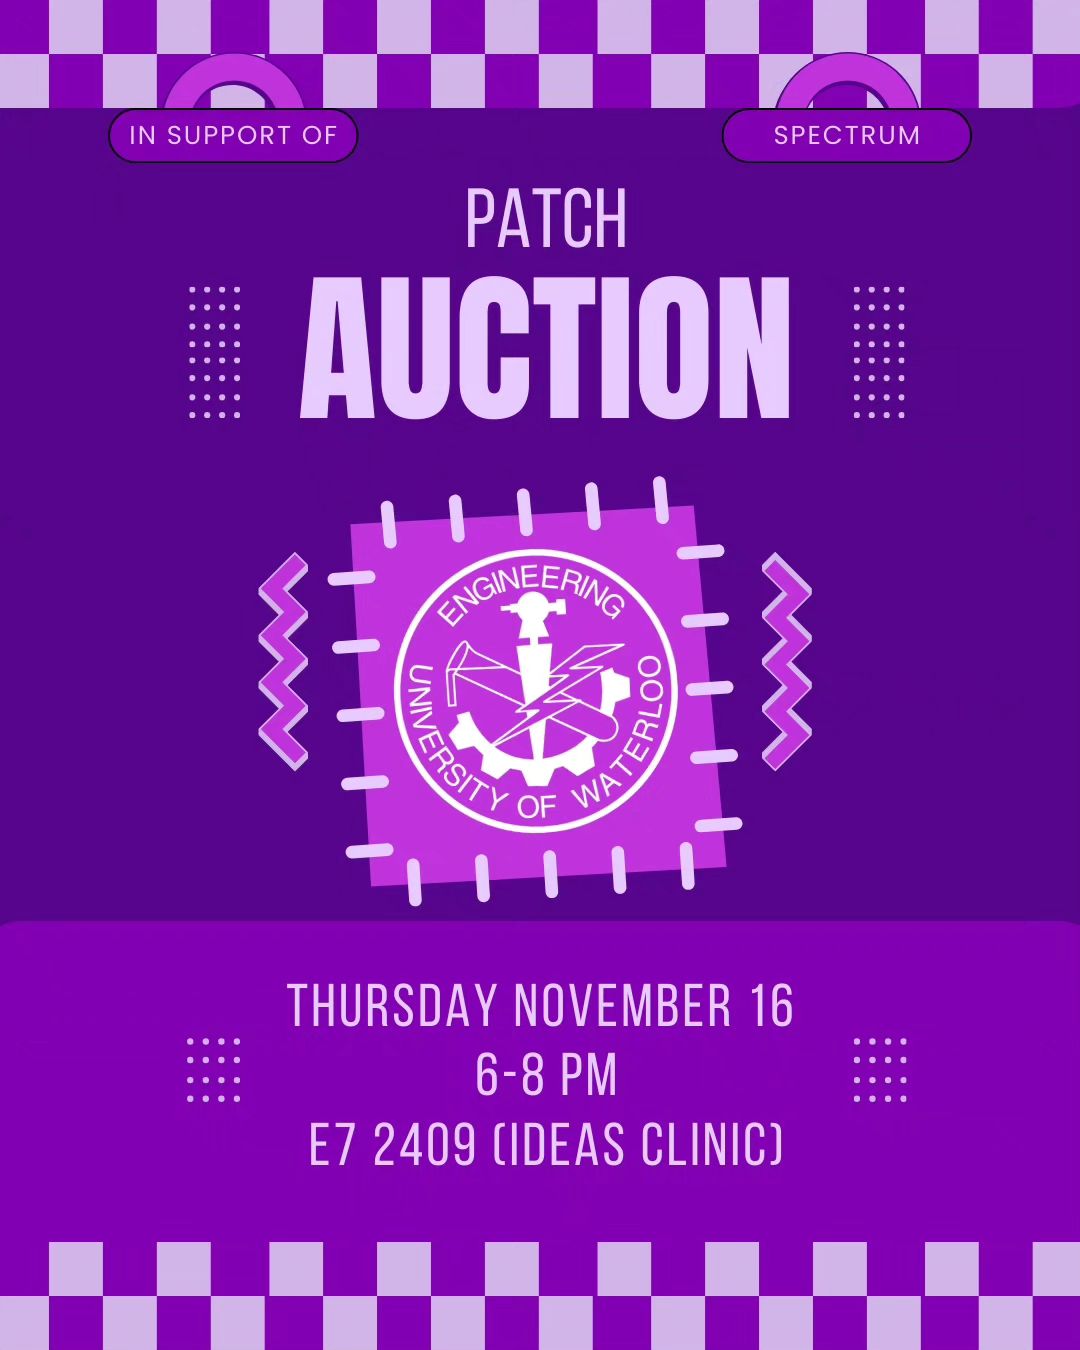 IN SUPPORT OF
SPECTRUM
PATCH
AUCTION
ENGINEERING
UNIVERSITY OF WATERLOO
THURSDAY NOVEMBER 16
6-8 PM
E7 2409 (IDEAS CLINIC)